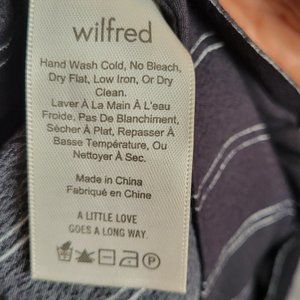 wilfred
Hand Wash Cold, No Bleach,
Dry Flat, Low Iron, Or Dry
Clean.
Laver À La Main À L'eau
Froide, Pas De Blanchiment,
Sècher À Plat, Repasser À
Basse Température, Ou
Nettoyer À Sec.
Made in China
Fabriqué en Chine
A LITTLE LOVE
GOES A LONG WAY.
P